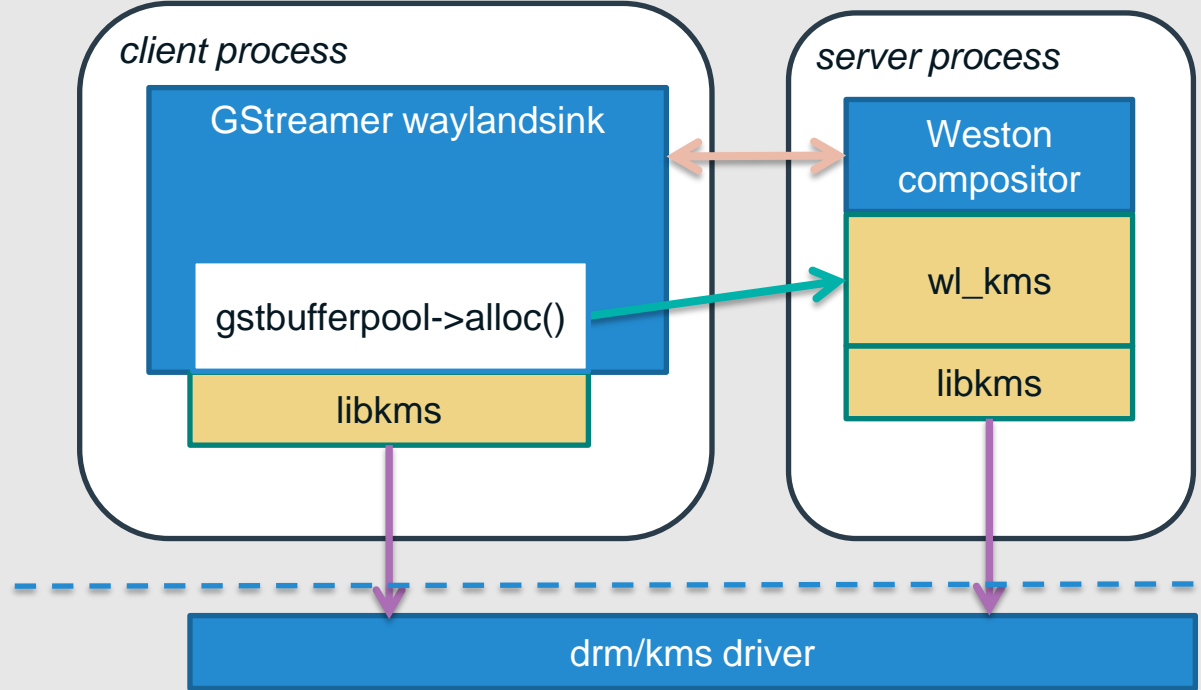 client process
GStreamer waylandsink
gstbufferpool->alloc()
libkms
server process
Weston
compositor
wl_kms
libkms
drm/kms driver